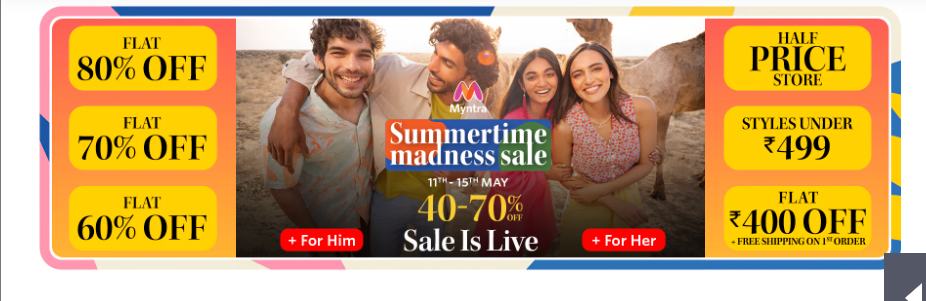 FLAT
80% OFF
FLAT
70% OFF
FLAT
60% OFF
Myntra
Summertime
madness sale
11TH - 15TH MAY
40-70% OFF
+ For Him
Sale Is Live
+ For Her
HALF
PRICE
STORE
STYLES UNDER
₹499
FLAT
₹400 OFF
+ FREE SHIPPING ON 1ST ORDER